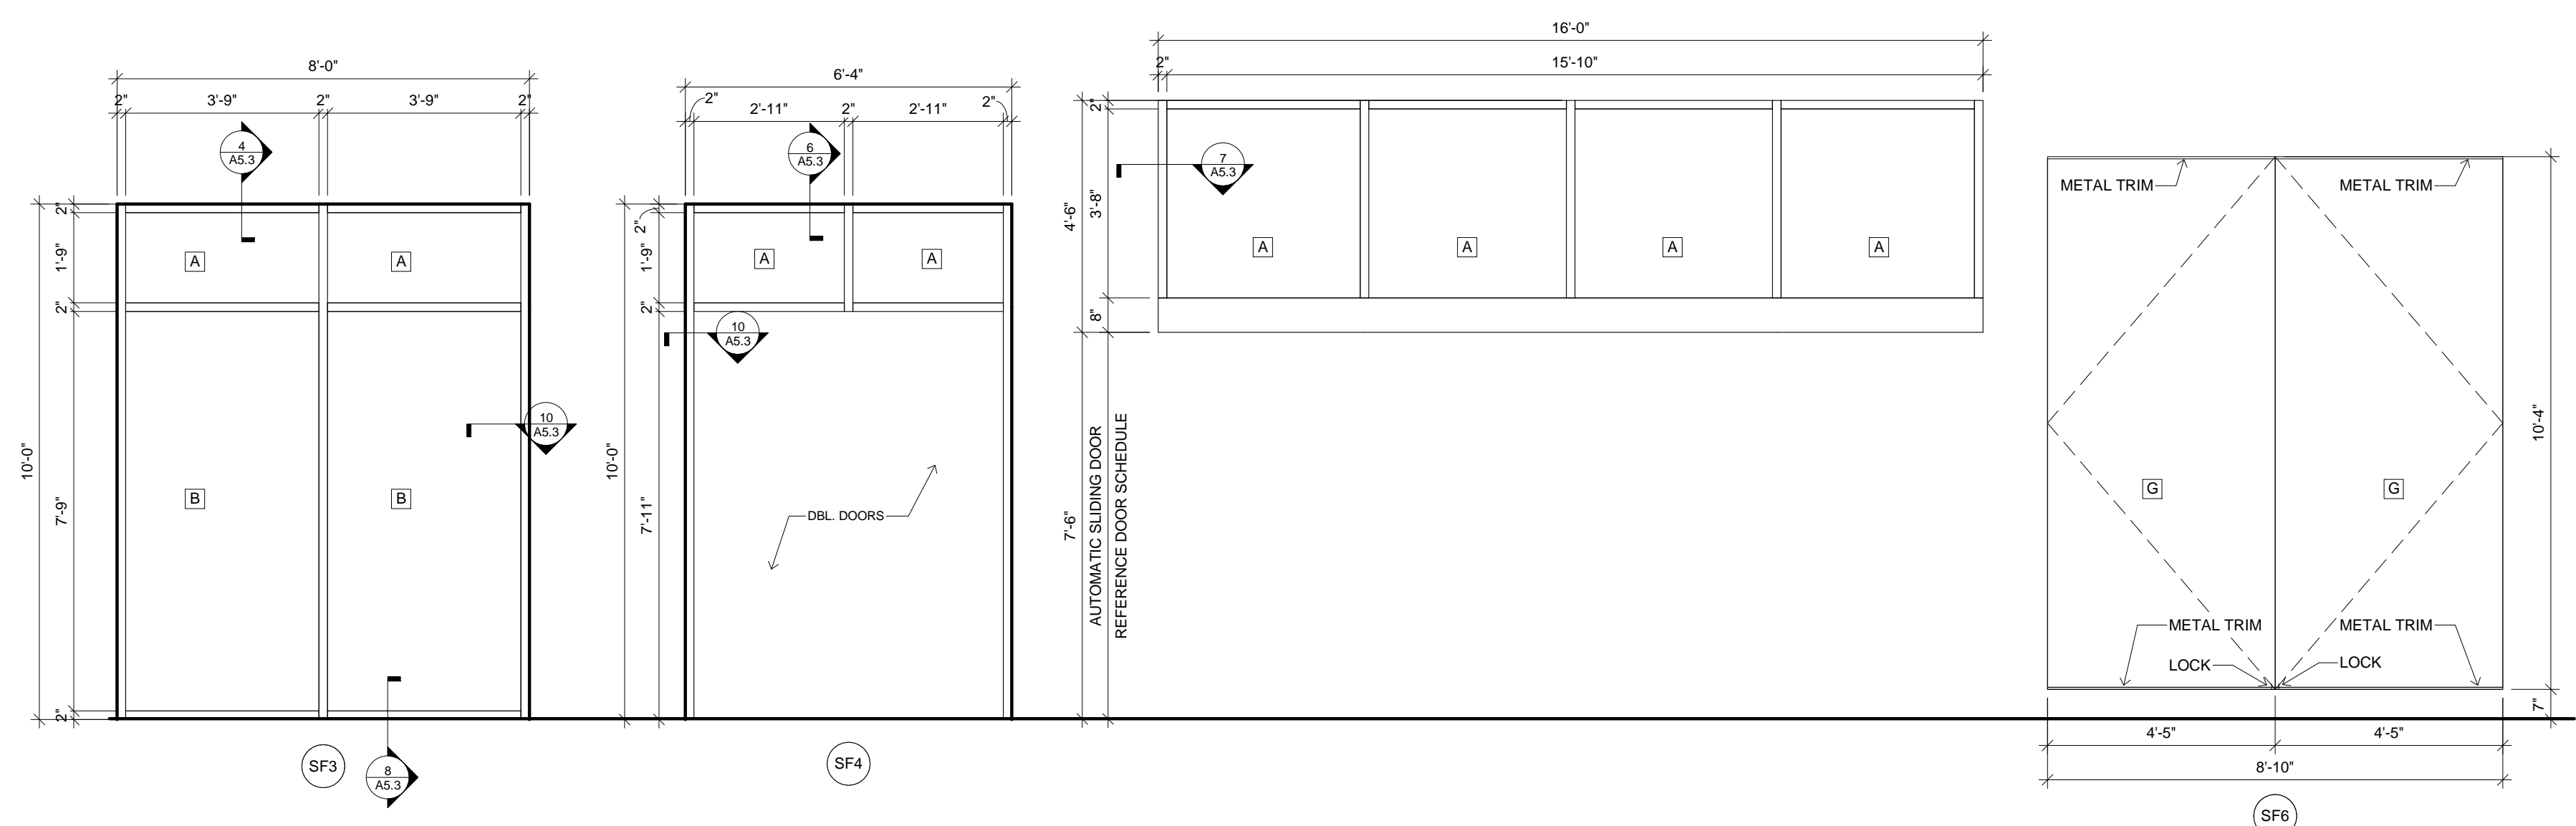 8'-0"
2" 3'-9" 2" 3'-9" 2"
4
A5.3
10'-0"
2"
1'-9"
2"
7'-9"
2"
A A
B B
10
A5.3
8
A5.3
SF3
6'-4"
2" 2'-11" 2" 2'-11" 2"
6
A5.3
10'-0"
2"
1'-9"
2"
7'-11"
A A
10
A5.3
DBL. DOORS
SF4
16'-0"
2" 15'-10"
4'-6"
2"
3'-8"
8"
7'-6"
7
A5.3
A A A A
AUTOMATIC SLIDING DOOR
REFERENCE DOOR SCHEDULE
METAL TRIM METAL TRIM
G G
METAL TRIM METAL TRIM
LOCK LOCK
10'-4"
7"
4'-5" 4'-5"
8'-10"
SF6